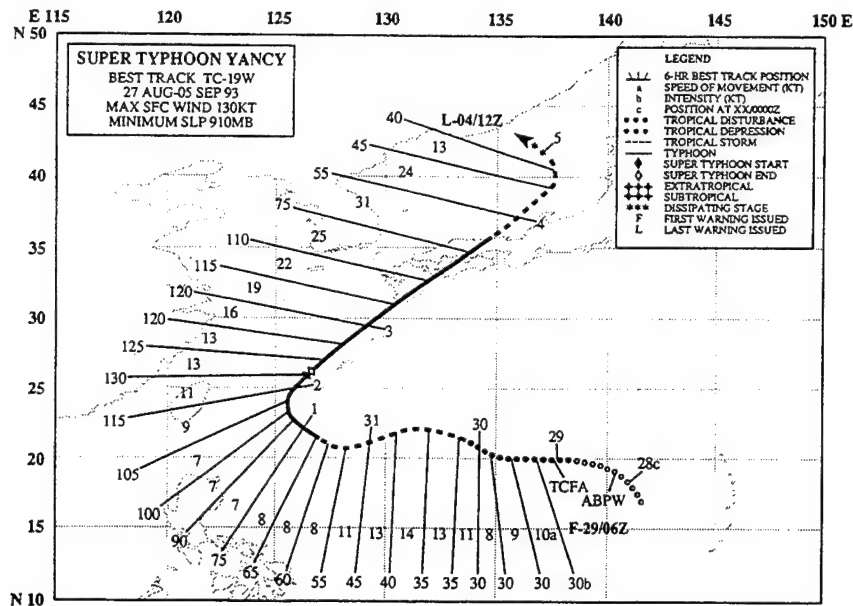 E 115 120 125 130 135 140 145 150 E
N 50
SUPER TYPHOON YANCY
BEST TRACK TC-19W
27 AUG-05 SEP 93
MAX SFC WIND 130KT
MINIMUM SLP 910MB
LEGEND
6-HR BEST TRACK POSITION
a SPEED OF MOVEMENT (KT)
b INTENSITY (KT)
c POSITION AT XX/0000Z
TROPICAL DISTURBANCE
TROPICAL DEPRESSION
TROPICAL STORM
TYPHOON
SUPER TYPHOON START
SUPER TYPHOON END
EXTRATROPICAL
SUBTROPICAL
*** DISSIPATING STAGE
F FIRST WARNING ISSUED
L LAST WARNING ISSUED
45
40 L-04/12Z
13 5
45
24
40 55
31
75 4
35 110 25
115 22
120 19
30 120 16 3
125 13
130 13
25 115 11 2
9 1
105 7 31 30 29 28c
20 7 TCFA ABPW
100 7
15 90 8 8 8 11 13 14 13 11 8 9 10a F-29/06Z
75 65 60 55 45 40 35 35 30 30 30 30b
N 10